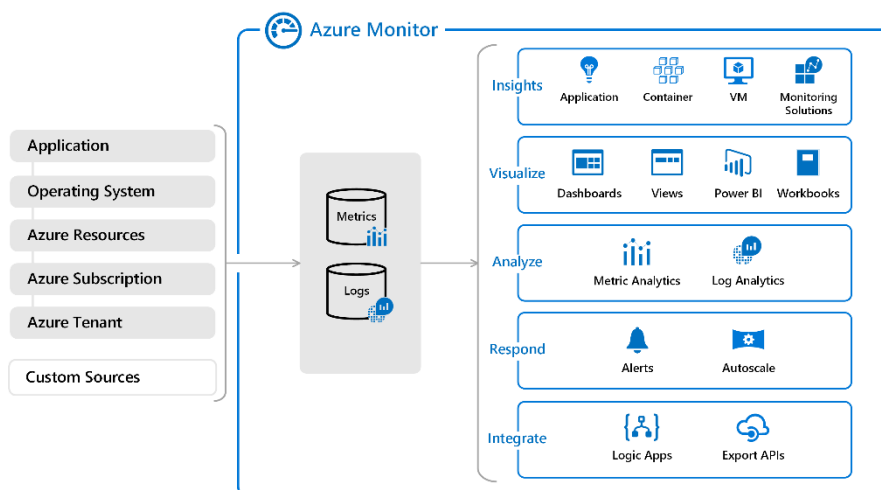 Azure Monitor
Application
Operating System
Azure Resources
Azure Subscription
Azure Tenant
Custom Sources
Metrics
Logs
Insights
Application
Container
VM
Monitoring
Solutions
Visualize
Dashboards
Views
Power BI
Workbooks
Analyze
Metric Analytics
Log Analytics
Respond
Alerts
Autoscale
Integrate
Logic Apps
Export APIs